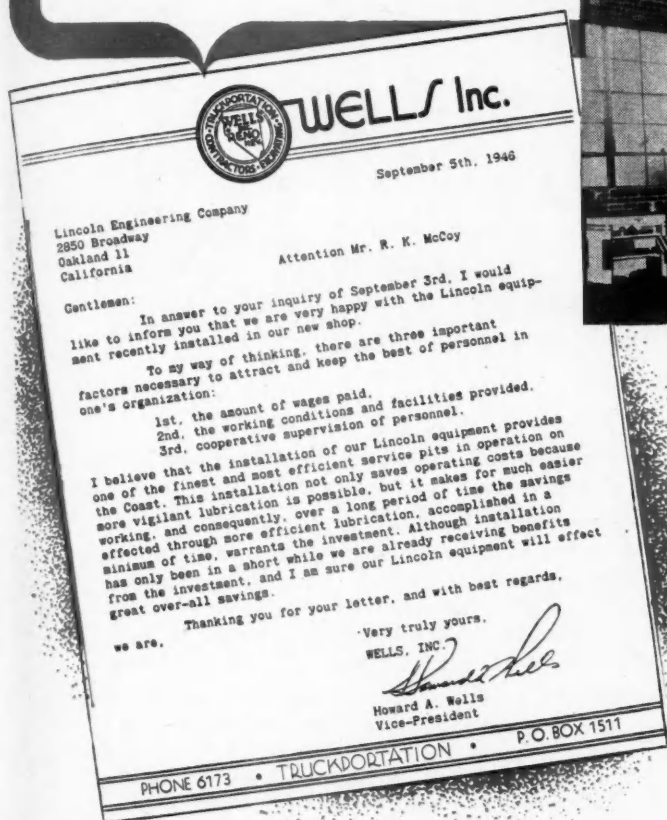 TRUCKPORTATION
WELLS
RENO
NEV.
CONTRACTORS
WELLS Inc.
September 5th, 1946
Lincoln Engineering Company
2850 Broadway
Oakland 11
California
Attention Mr. R. K. McCoy
Gentlemen:
In answer to your inquiry of September 3rd, I would
like to inform you that we are very happy with the Lincoln equip-
ment recently installed in our new shop.
To my way of thinking, there are three important
factors necessary to attract and keep the best of personnel in
one's organization:
1st, the amount of wages paid,
2nd, the working conditions and facilities provided,
3rd, cooperative supervision of personnel.
I believe that the installation of our Lincoln equipment provides
one of the finest and most efficient service pits in operation on
the Coast. This installation not only saves operating costs because
more vigilant lubrication is possible, but it makes for much easier
working, and consequently, over a long period of time the savings
effected through more efficient lubrication, accomplished in a
minimum of time, warrants the investment. Although installation
has only been in a short while we are already receiving benefits
from the investment, and I am sure our Lincoln equipment will effect
great over-all savings.
Thanking you for your letter, and with best regards,
we are,
Very truly yours,
WELLS, INC.
Howard A Wells
Howard A. Wells
Vice-President
PHONE 6173 • TRUCKPORTATION • P. O. BOX 1511